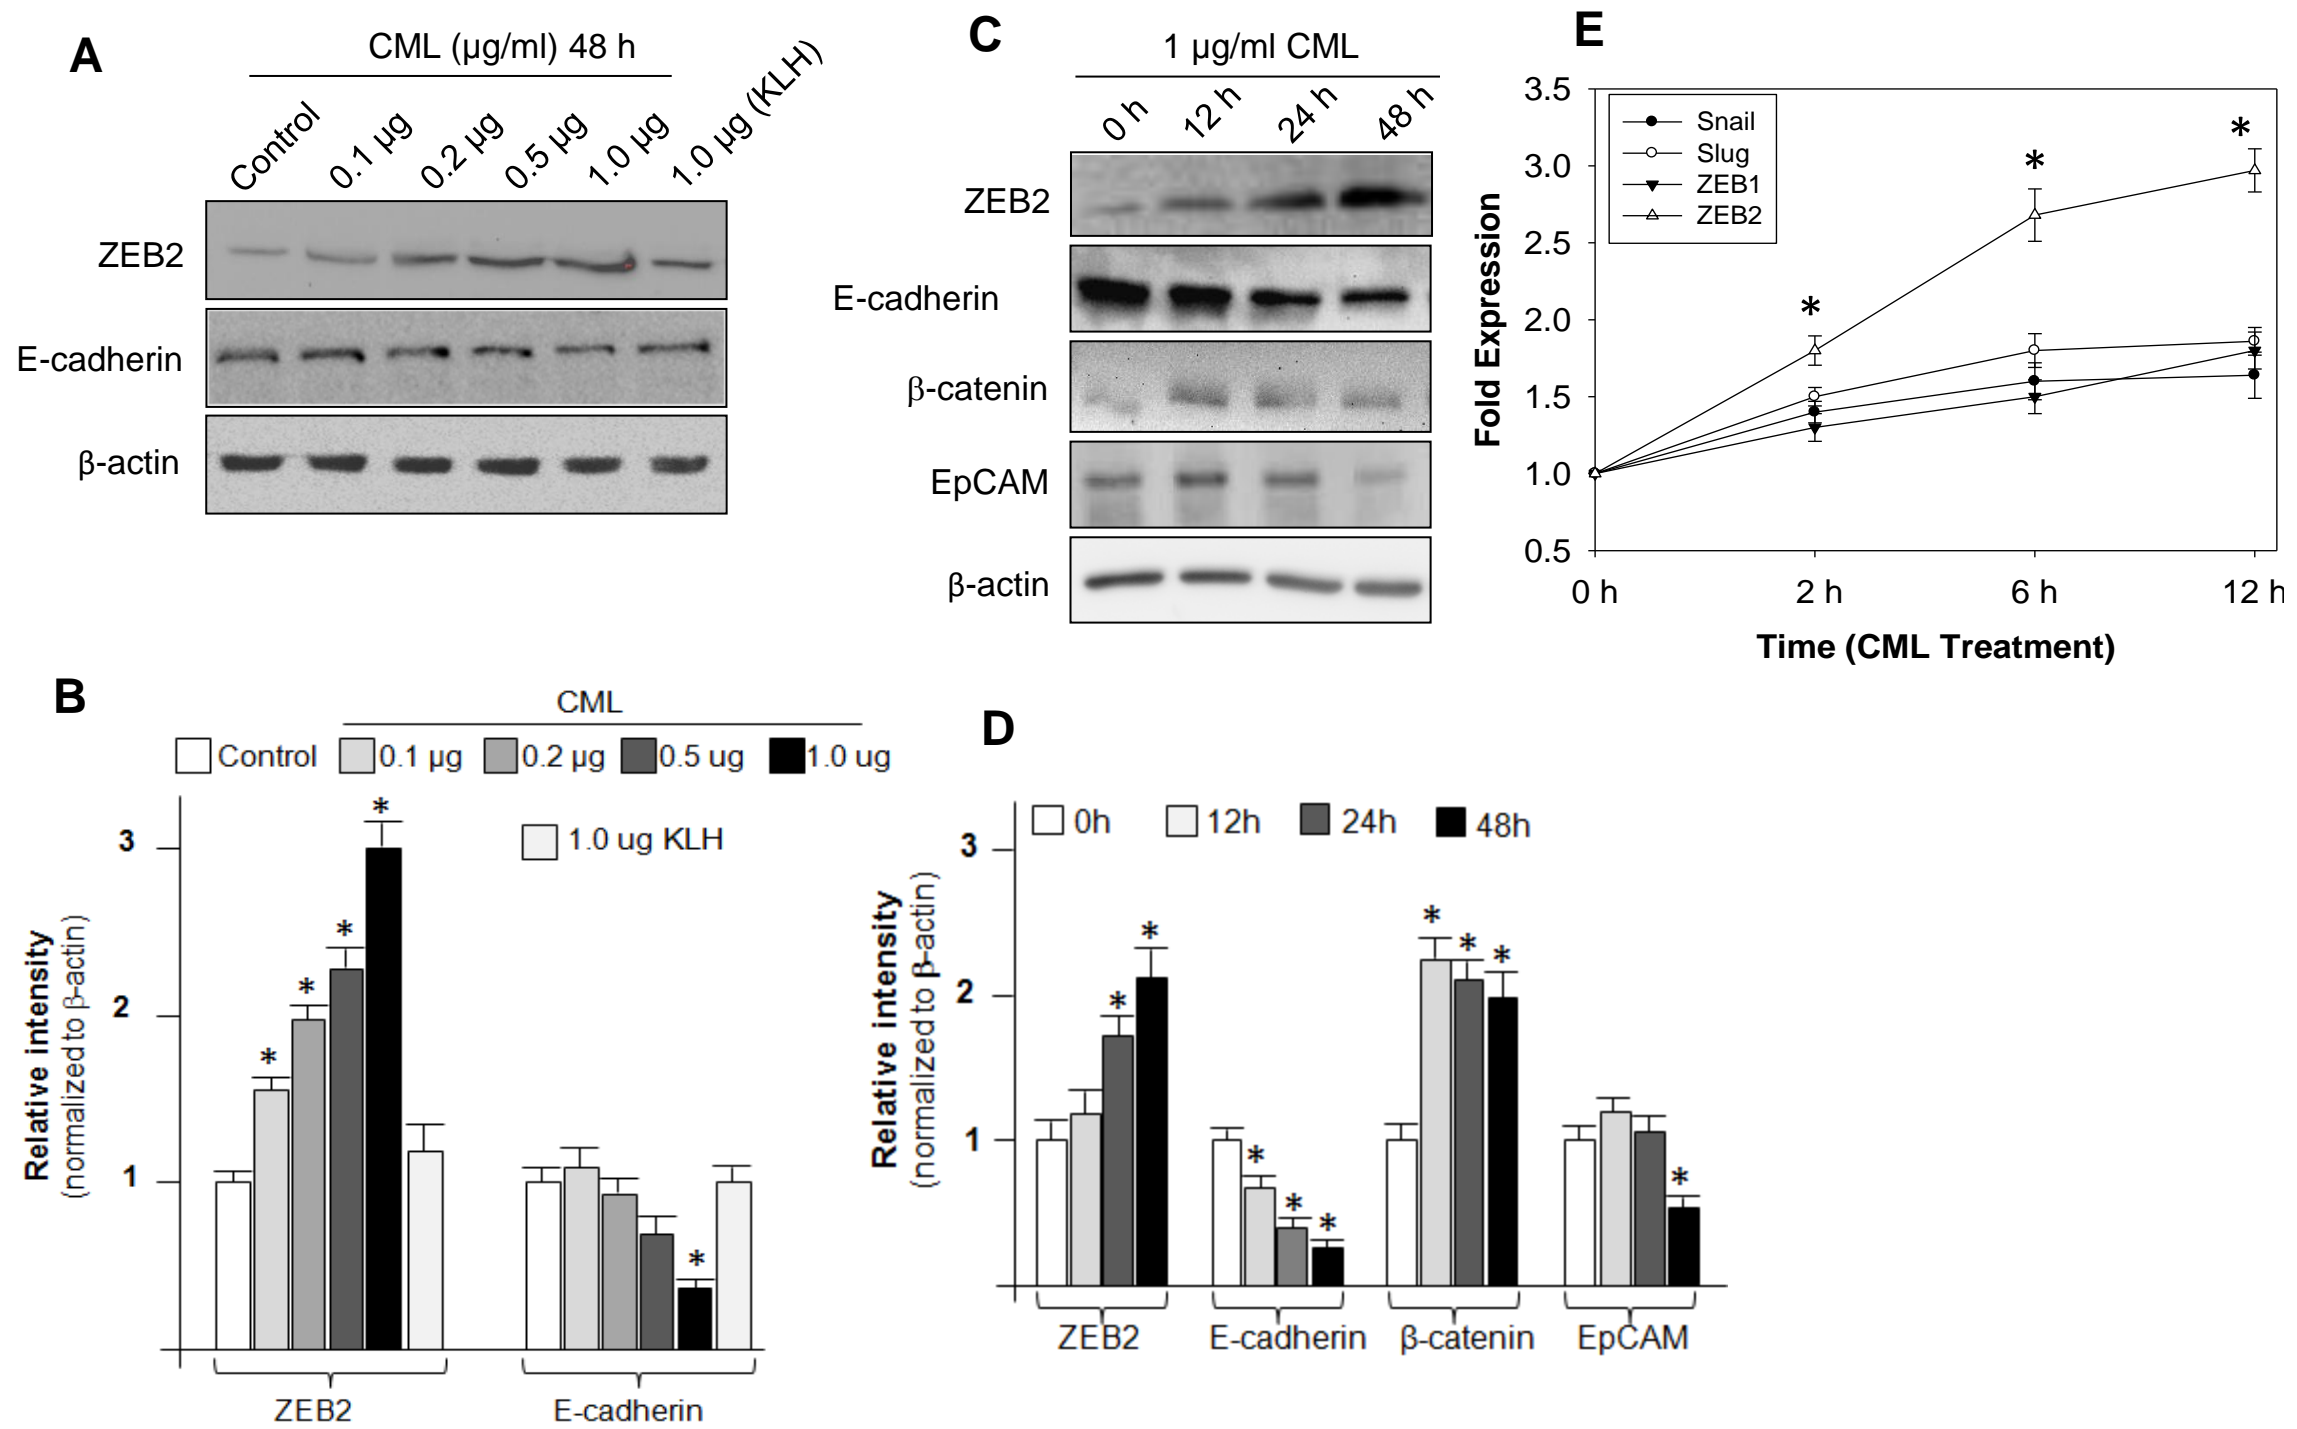 A
CML (µg/ml) 48 h
Control
0.1 µg
0.2 µg
0.5 µg
1.0 µg
1.0 µg (KLH)
ZEB2
E-cadherin
β-actin
B
CML
Control
0.1 µg
0.2 µg
0.5 ug
1.0 ug
1.0 ug KLH
Relative intensity
(normalized to β-actin)
3
2
1
*
*
*
*
*
ZEB2
E-cadherin
C
1 µg/ml CML
0 h
12 h
24 h
48 h
ZEB2
E-cadherin
β-catenin
EpCAM
β-actin
D
0h
12h
24h
48h
Relative intensity
(normalized to β-actin)
3
2
1
*
*
*
*
*
*
*
*
*
ZEB2
E-cadherin
β-catenin
EpCAM
E
Snail
Slug
ZEB1
ZEB2
Fold Expression
3.5
3.0
2.5
2.0
1.5
1.0
0.5
*
*
*
0 h
2 h
6 h
12 h
Time (CML Treatment)